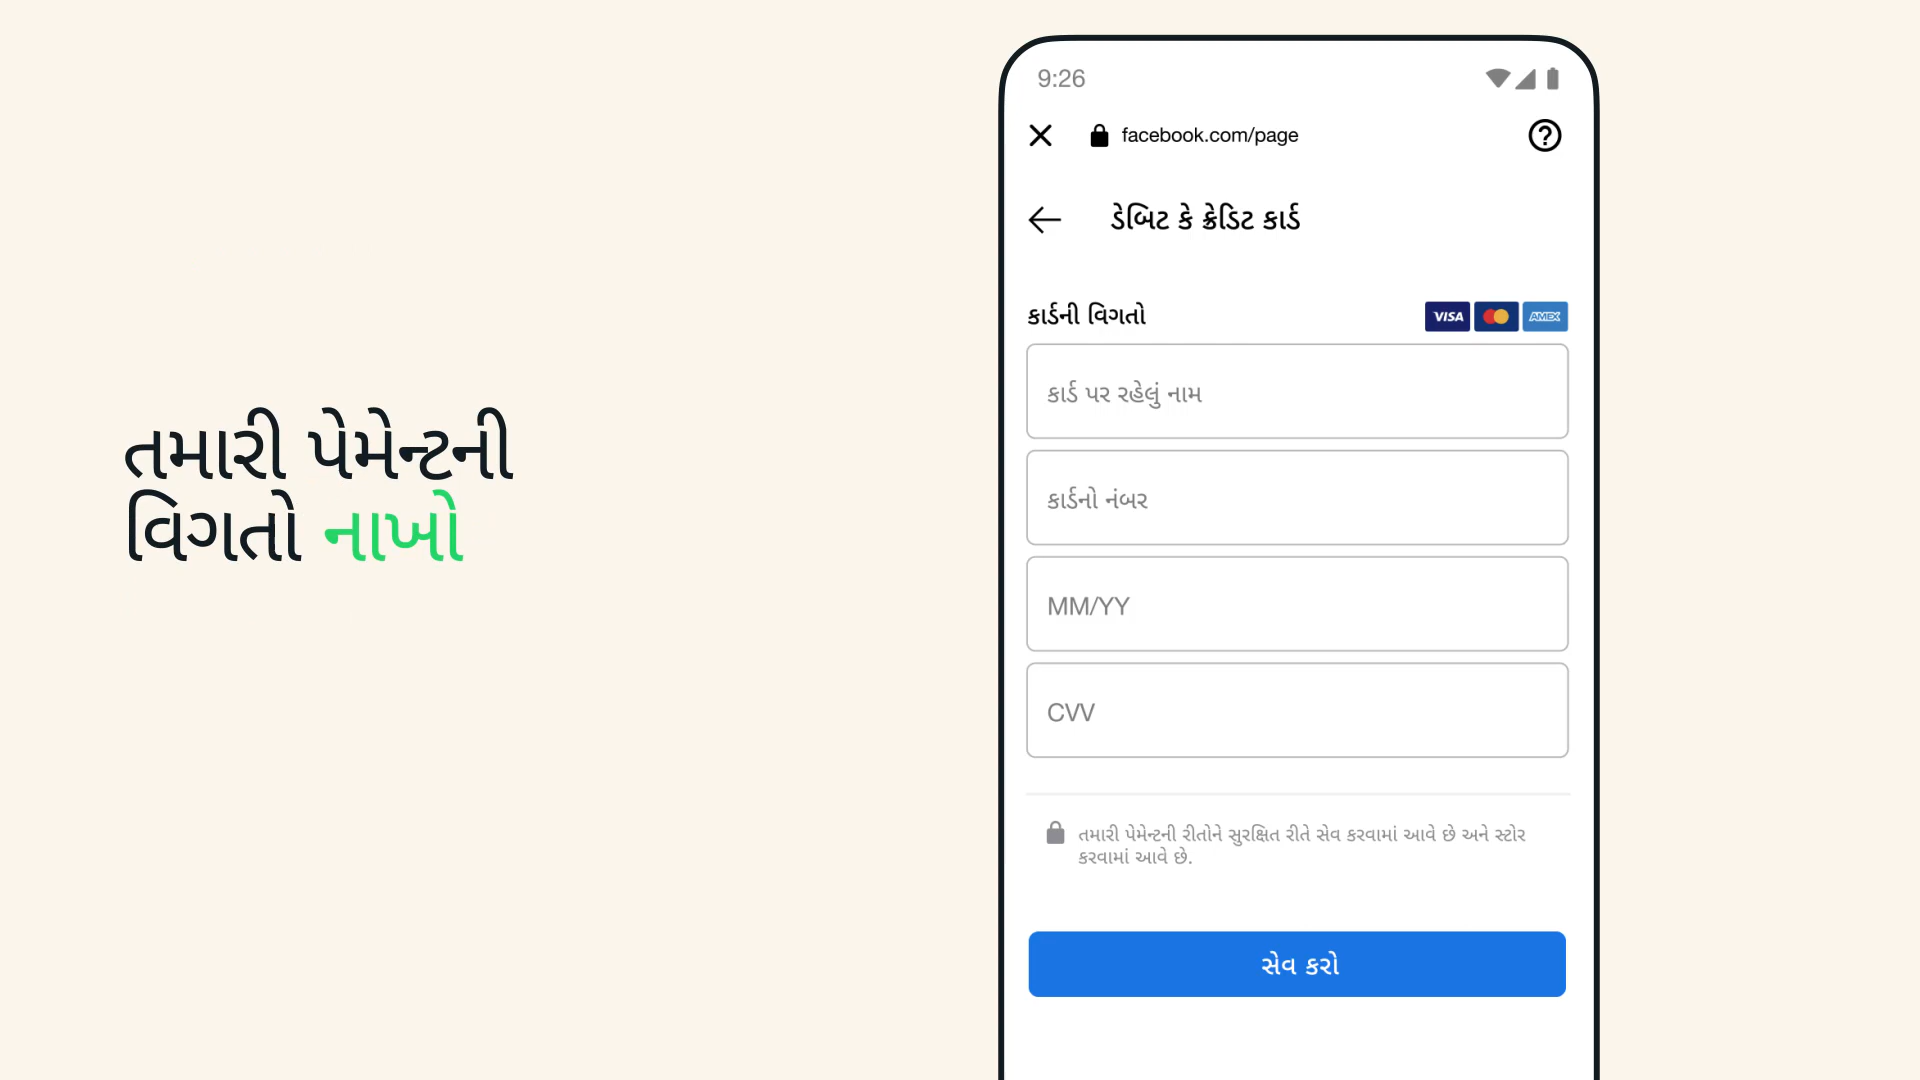 તમારી પેમેન્ટની
વિગતો નાખો
9:26
facebook.com/page
ડેબિટ કે ક્રેડિટ કાર્ડ
કાર્ડની વિગતો
VISA
AMEX
કાર્ડ પર રહેલું નામ
કાર્ડનો નંબર
MM/YY
CVV
તમારી પેમેન્ટની રીતોને સુરક્ષિત રીતે સેવ કરવામાં આવે છે અને સ્ટોર
કરવામાં આવે છે.
સેવ કરો